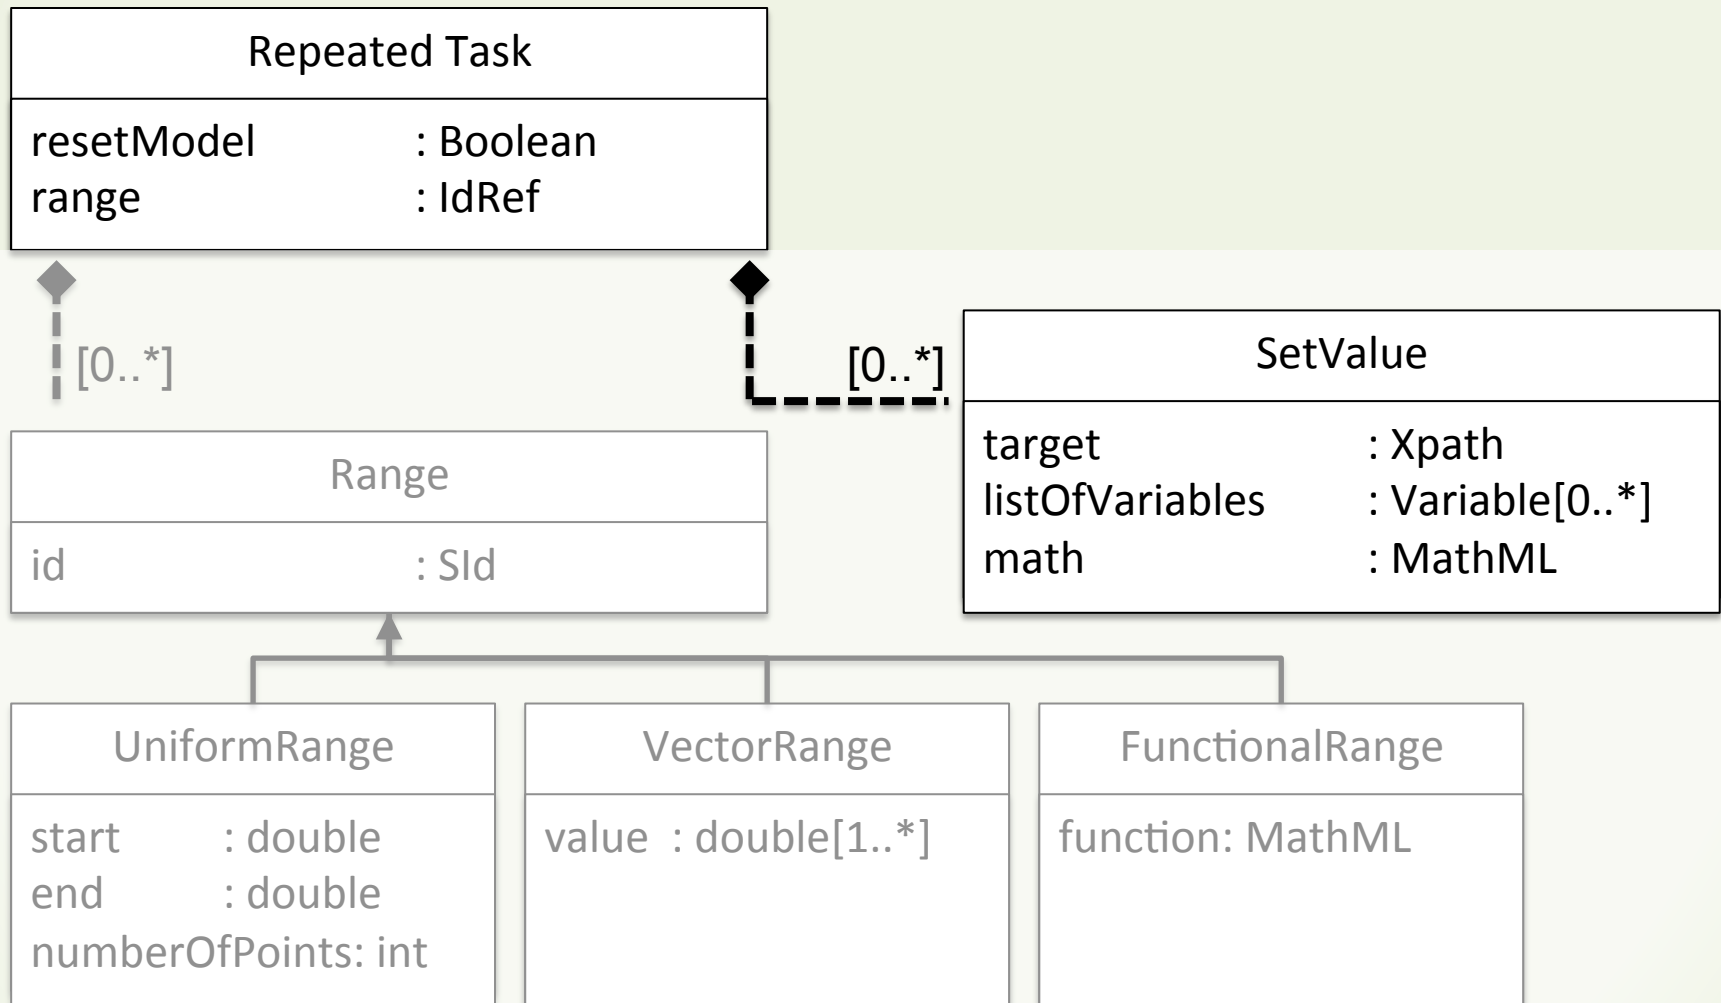 Repeated Task
resetModel : Boolean
range : IdRef
[0..*]
[0..*]
SetValue
target : Xpath
listOfVariables : Variable[0..*]
math : MathML
Range
id : SId
UniformRange
start : double
end : double
numberOfPoints: int
VectorRange
value : double[1..*]
FunctionalRange
function: MathML